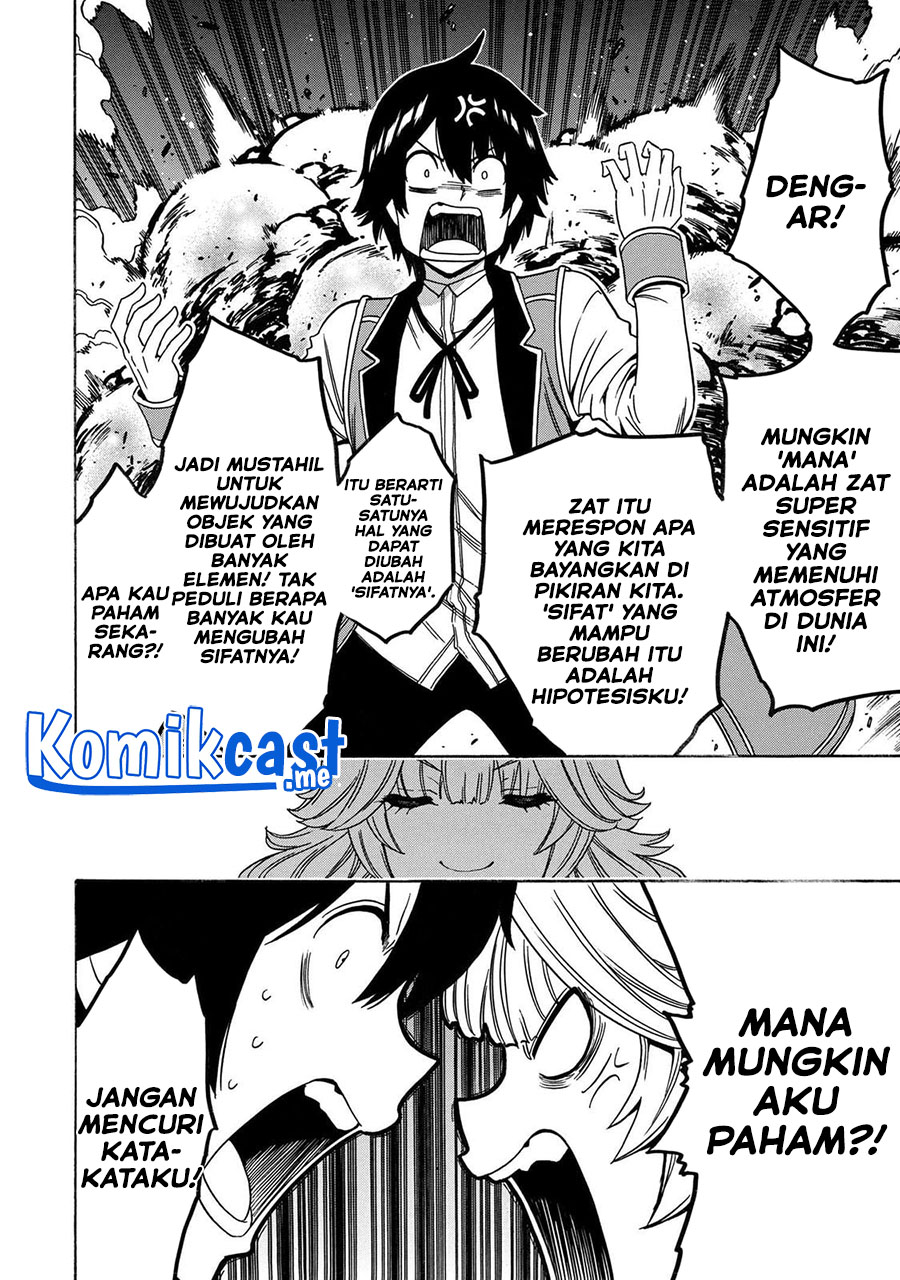 DENG-
AR!
MUNGKIN
'MANA'
ADALAH ZAT
SUPER
SENSITIF
YANG
MEMENUHI
ATMOSFER
DI DUNIA
INI!
ZAT ITU
MERESPON APA
YANG KITA
BAYANGKAN DI
PIKIRAN KITA.
'SIFAT' YANG
MAMPU
BERUBAH ITU
ADALAH
HIPOTESISKU!
ITU BERARTI
SATU-
SATUNYA
HAL YANG
DAPAT
DIUBAH
ADALAH
'SIFATNYA'.
JADI MUSTAHIL
UNTUK
MEWUJUDKAN
OBJEK YANG
DIBUAT OLEH
BANYAK
ELEMEN! TAK
PEDULI BERAPA
BANYAK KAU
MENGUBAH
SIFATNYA!
APA KAU
PAHAM
SEKA-
RANG?!
Komikcast
.me
MANA
MUNGKIN
AKU
PAHAM?!
JANGAN
MENCURI
KATA-
KATAKU!